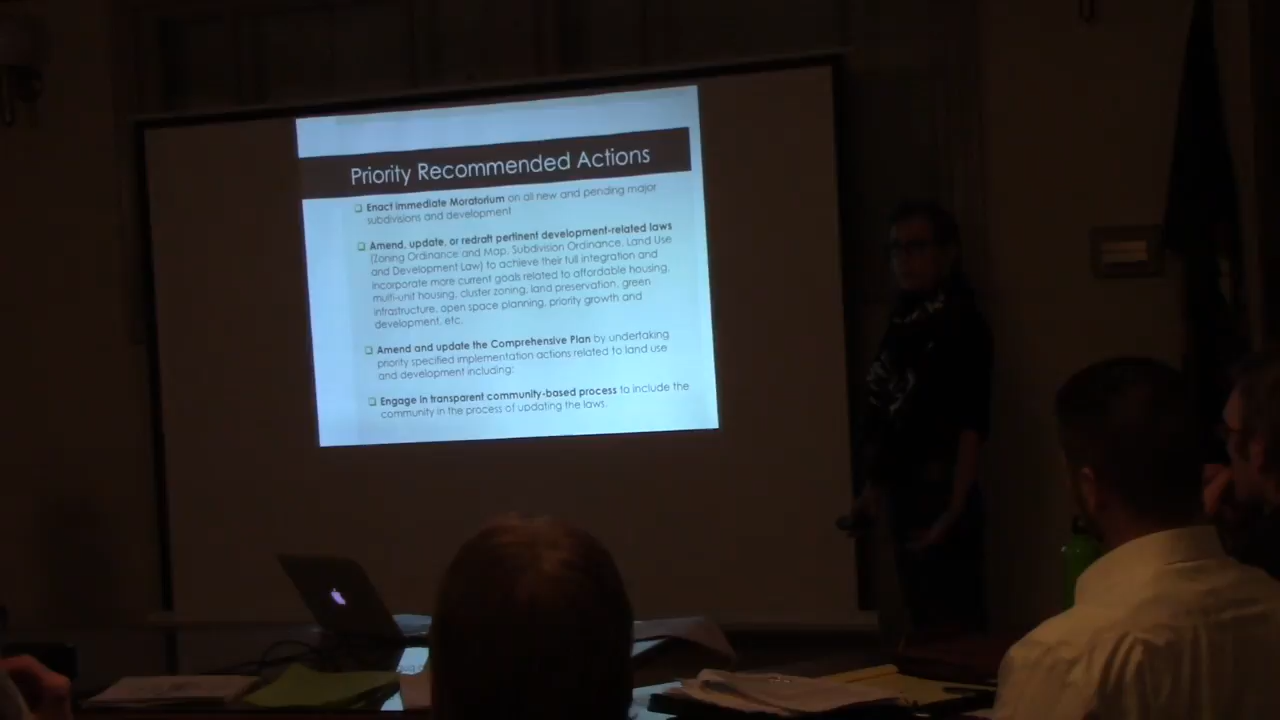 Priority Recommended Actions
Enact immediate Moratorium on all new and pending major
subdivisions and development
Amend, update, or redraft pertinent development-related laws
(Zoning Ordinance and Map, Subdivision Ordinance, Land Use
and Development Law) to achieve their full integration and
incorporate more current goals related to affordable housing,
multi-unit housing, cluster zoning, land preservation, green
infrastructure, open space planning, priority growth and
development, etc.
Amend and update the Comprehensive Plan by undertaking
priority specified implementation actions related to land use
and development including:
Engage in transparent community-based process to include the
community in the process of updating the laws.